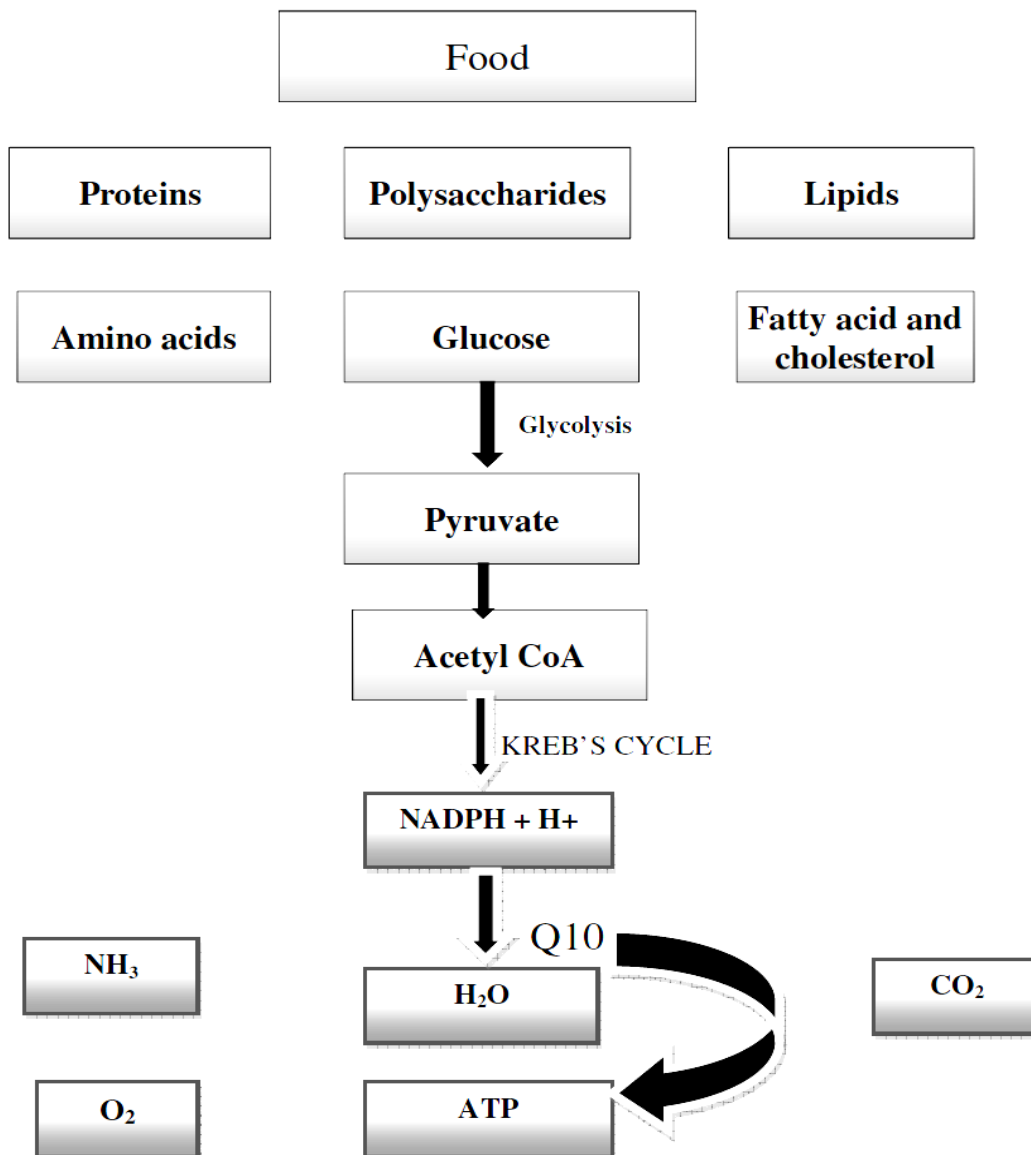 Food
Proteins
Polysaccharides
Lipids
Amino acids
Glucose
Fatty acid and
cholesterol
Glycolysis
Pyruvate
Acetyl CoA
KREB'S CYCLE
NADPH + H+
Q10
NH₃
H₂O
CO₂
O₂
ATP